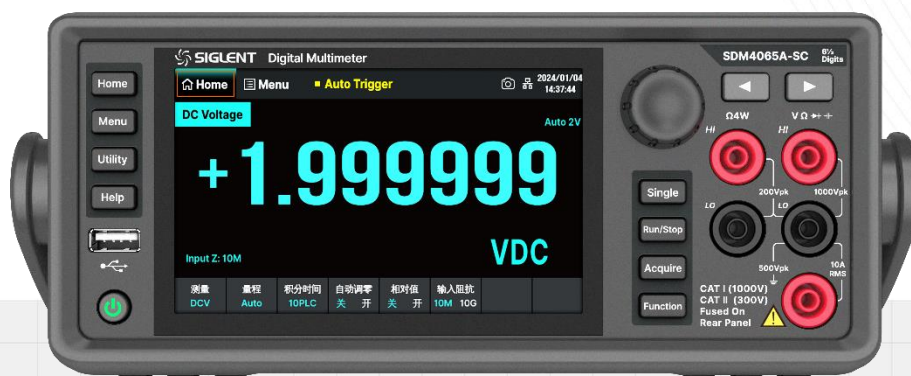 SIGLENT Digital Multimeter
SDM4065A-SC 6½ Digits
Home
Menu
Utility
Help
Home Menu Auto Trigger 2024/01/04
14:37:44
DC Voltage
Auto 2V
+1.999999
VDC
Input Z: 10M
测量 量程 积分时间 自动调零 相对值 输入阻抗
DCV Auto 10PLC 关 开 关 开 10M 10G
Single
Run/Stop
Acquire
Function
Ω4W VΩ
HI HI
200Vpk 1000Vpk
LO LO
500Vpk 10A
RMS
CAT I (1000V)
CAT II (300V)
Fused On
Rear Panel